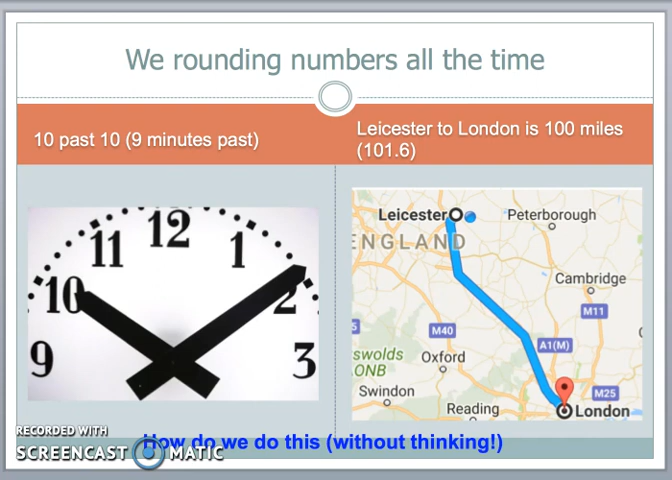 We rounding numbers all the time
10 past 10 (9 minutes past)
Leicester to London is 100 miles
(101.6)
12
11
1
10
2
9
3
Leicester
Peterborough
ENGLAND
Cambridge
M11
M40
A1(M)
swolds
ONB
Oxford
Swindon
M25
Reading
London
How do we do this (without thinking!)
RECORDED WITH
SCREENCAST MATIC